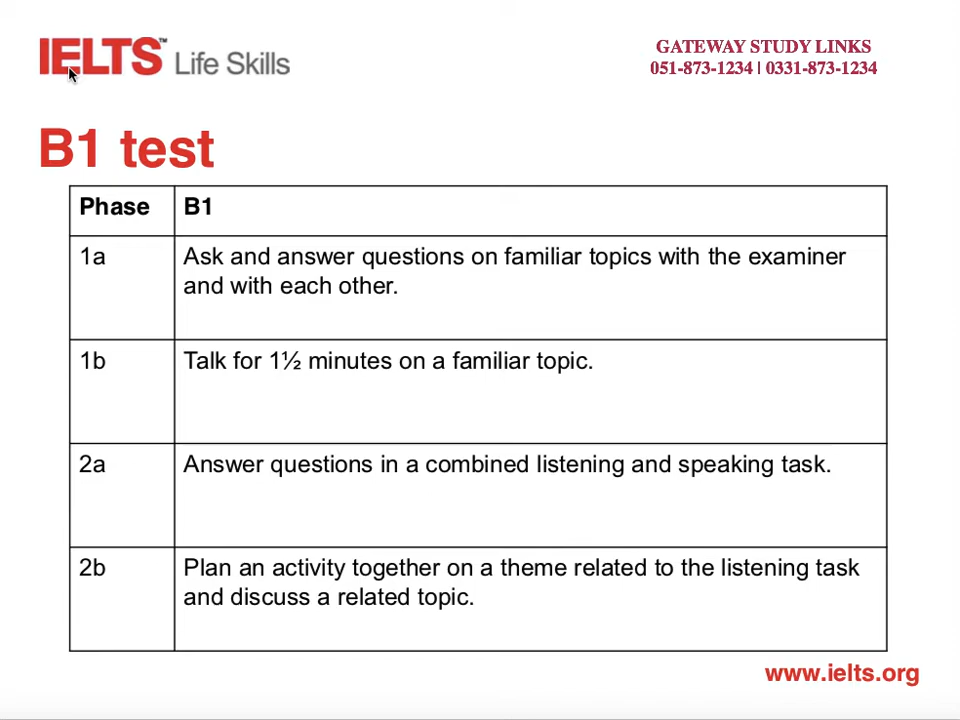 IELTS™ Life Skills
GATEWAY STUDY LINKS
051-873-1234 | 0331-873-1234
B1 test
Phase B1
1a Ask and answer questions on familiar topics with the examiner
and with each other.
1b Talk for 1½ minutes on a familiar topic.
2a Answer questions in a combined listening and speaking task.
2b Plan an activity together on a theme related to the listening task
and discuss a related topic.
www.ielts.org